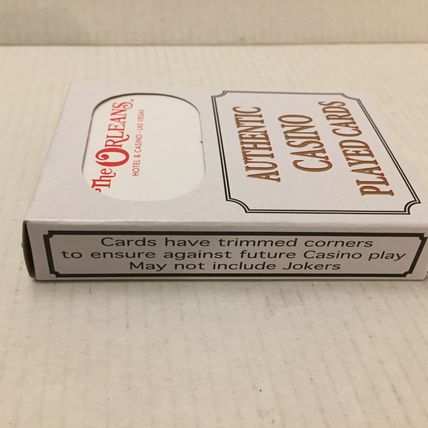 The ORLEANS
HOTEL & CASINO · LAS VEGAS
AUTHENTIC
CASINO
PLAYED CARDS
Cards have trimmed corners
to ensure against future Casino play
May not include Jokers